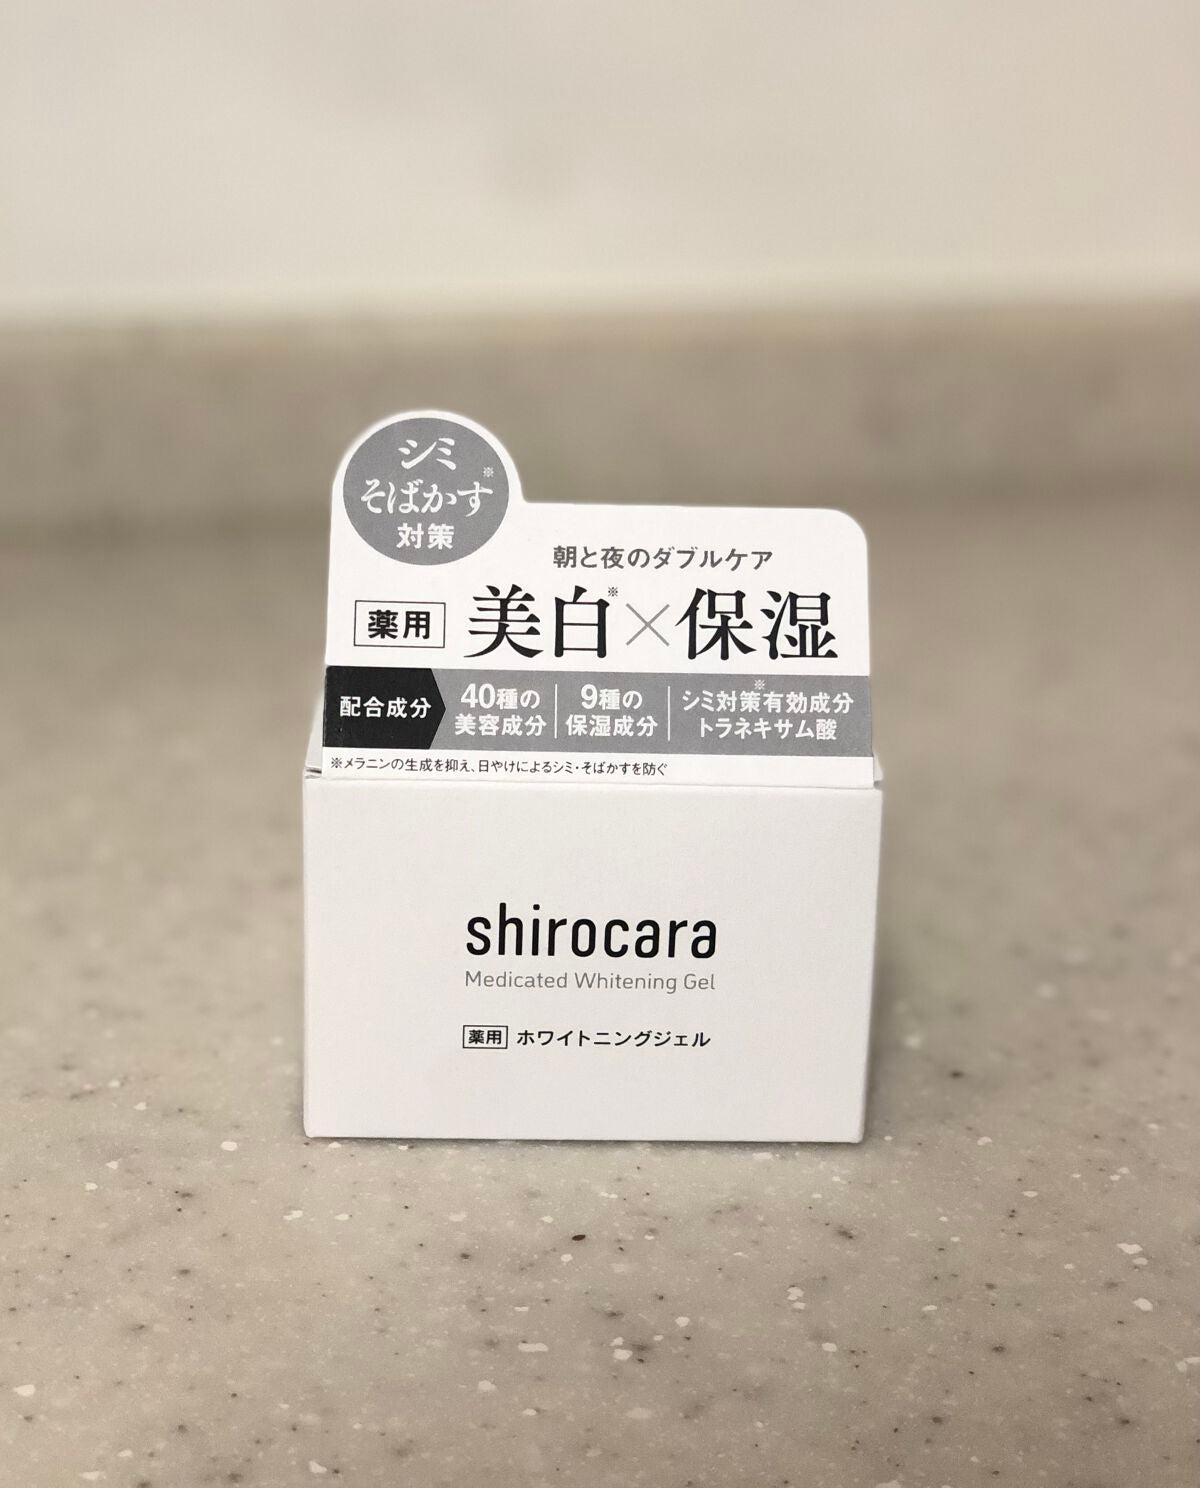 シミ
そばかす※
対策
朝と夜のダブルケア
薬用 美白※×保湿
配合成分
40種の
美容成分
9種の
保湿成分
シミ対策※有効成分
トラネキサム酸
※メラニンの生成を抑え、日やけによるシミ・そばかすを防ぐ
shirocara
Medicated Whitening Gel
薬用 ホワイトニングジェル